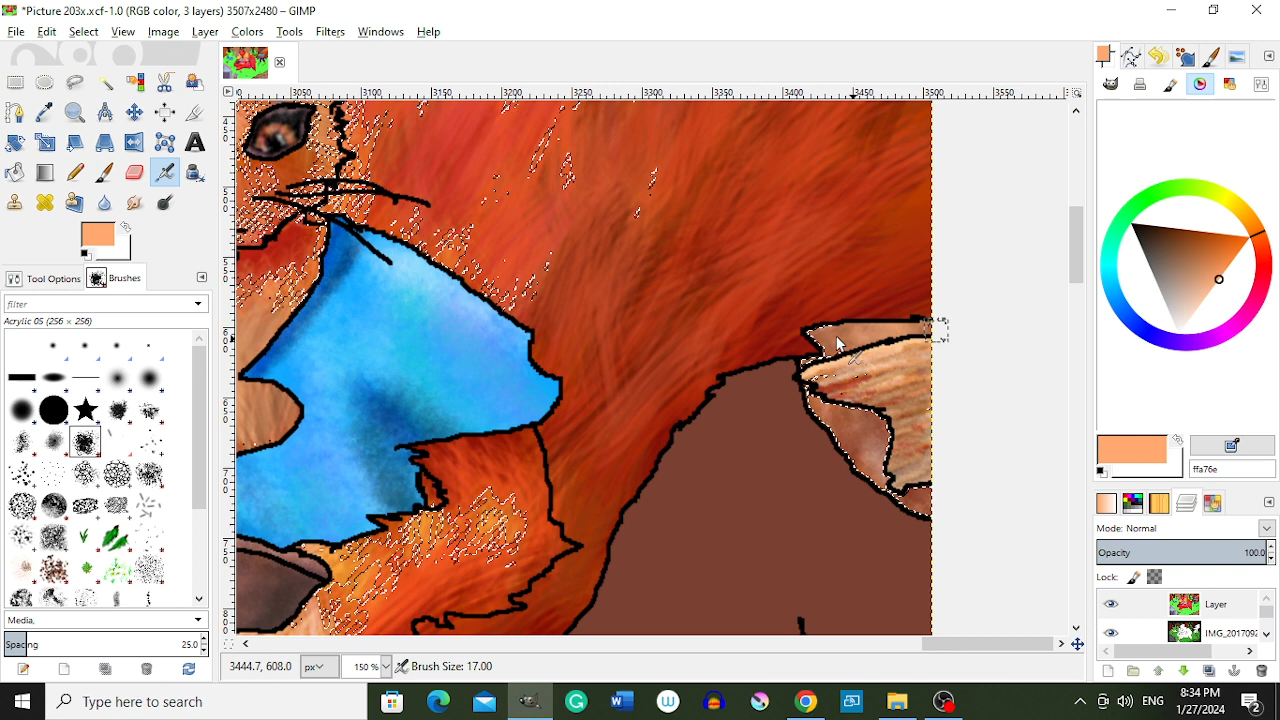 *Picture 203x.xcf-1.0 (RGB color, 3 layers) 3507x2480 – GIMP
File Edit Select View Image Layer Colors Tools Filters Windows Help
3050 3100 3150 3200 3250 3300 3350 3400 3450 3500 3550
Tool Options Brushes
filter
Acrylic 05 (256 × 256)
Media,
Spacing 25.0
3444.7, 608.0 px 150 % Brush Size: 17.00
ffa76e
Mode: Normal
Opacity 100.0
Lock:
Layer
IMG_201709
Type here to search
ENG
8:34 PM
1/27/2024
2